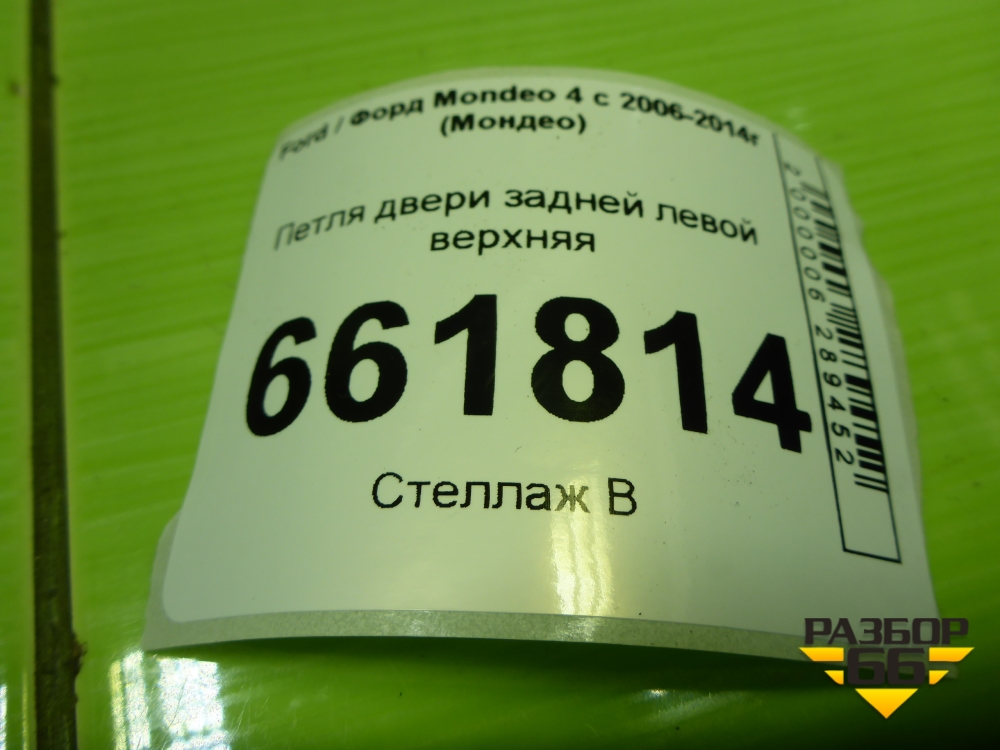 Ford / Форд Mondeo 4 с 2006-2014г
(Мондео)
Петля двери задней левой
верхняя
661814
Стеллаж В
2000006289452
РАЗБОР
66